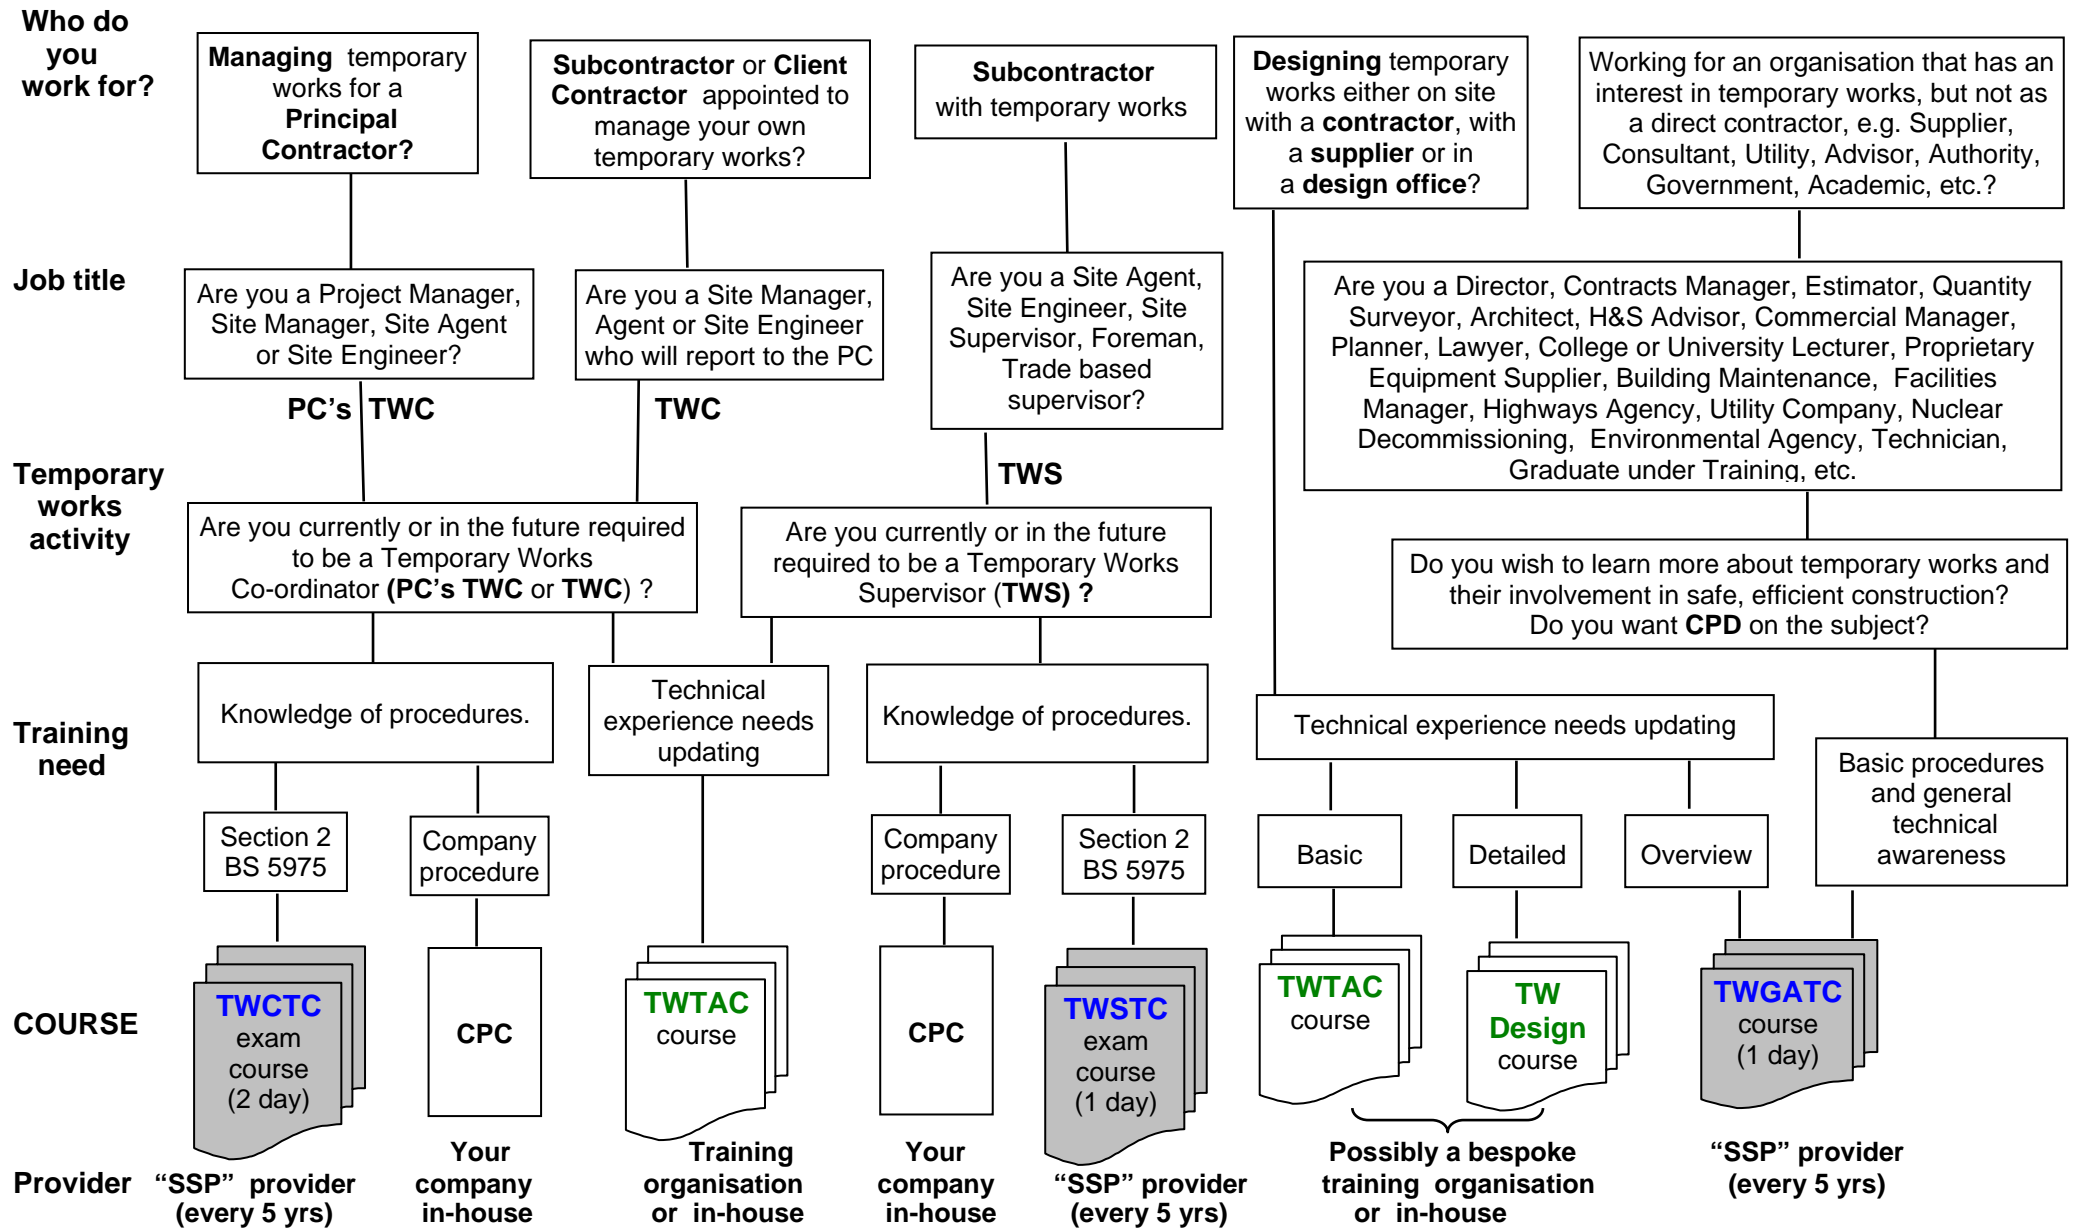 Who do
you
work for?
Managing temporary
works for a
Principal
Contractor?
Subcontractor or Client
Contractor appointed to
manage your own
temporary works?
Subcontractor
with temporary works
Designing temporary
works either on site
with a contractor, with
a supplier or in
a design office?
Working for an organisation that has an
interest in temporary works, but not as
a direct contractor, e.g. Supplier,
Consultant, Utility, Advisor, Authority,
Government, Academic, etc.?
Job title
Are you a Project Manager,
Site Manager, Site Agent
or Site Engineer?
Are you a Site Manager,
Agent or Site Engineer
who will report to the PC
Are you a Site Agent,
Site Engineer, Site
Supervisor, Foreman,
Trade based
supervisor?
Are you a Director, Contracts Manager, Estimator, Quantity
Surveyor, Architect, H&S Advisor, Commercial Manager,
Planner, Lawyer, College or University Lecturer, Proprietary
Equipment Supplier, Building Maintenance, Facilities
Manager, Highways Agency, Utility Company, Nuclear
Decommissioning, Environmental Agency, Technician,
Graduate under Training, etc.
PC's TWC
TWC
TWS
Temporary
works
activity
Are you currently or in the future required
to be a Temporary Works
Co-ordinator (PC's TWC or TWC) ?
Are you currently or in the future
required to be a Temporary Works
Supervisor (TWS) ?
Do you wish to learn more about temporary works and
their involvement in safe, efficient construction?
Do you want CPD on the subject?
Training
need
Knowledge of procedures.
Technical
experience needs
updating
Knowledge of procedures.
Technical experience needs updating
Basic procedures
and general
technical
awareness
Section 2
BS 5975
Company
procedure
Company
procedure
Section 2
BS 5975
Basic
Detailed
Overview
COURSE
TWCTC
exam
course
(2 day)
CPC
TWTAC
course
CPC
TWSTC
exam
course
(1 day)
TWTAC
course
TW
Design
course
TWGATC
course
(1 day)
Provider
“SSP” provider
(every 5 yrs)
Your
company
in-house
Training
organisation
or in-house
Your
company
in-house
“SSP” provider
(every 5 yrs)
Possibly a bespoke
training organisation
or in-house
“SSP” provider
(every 5 yrs)